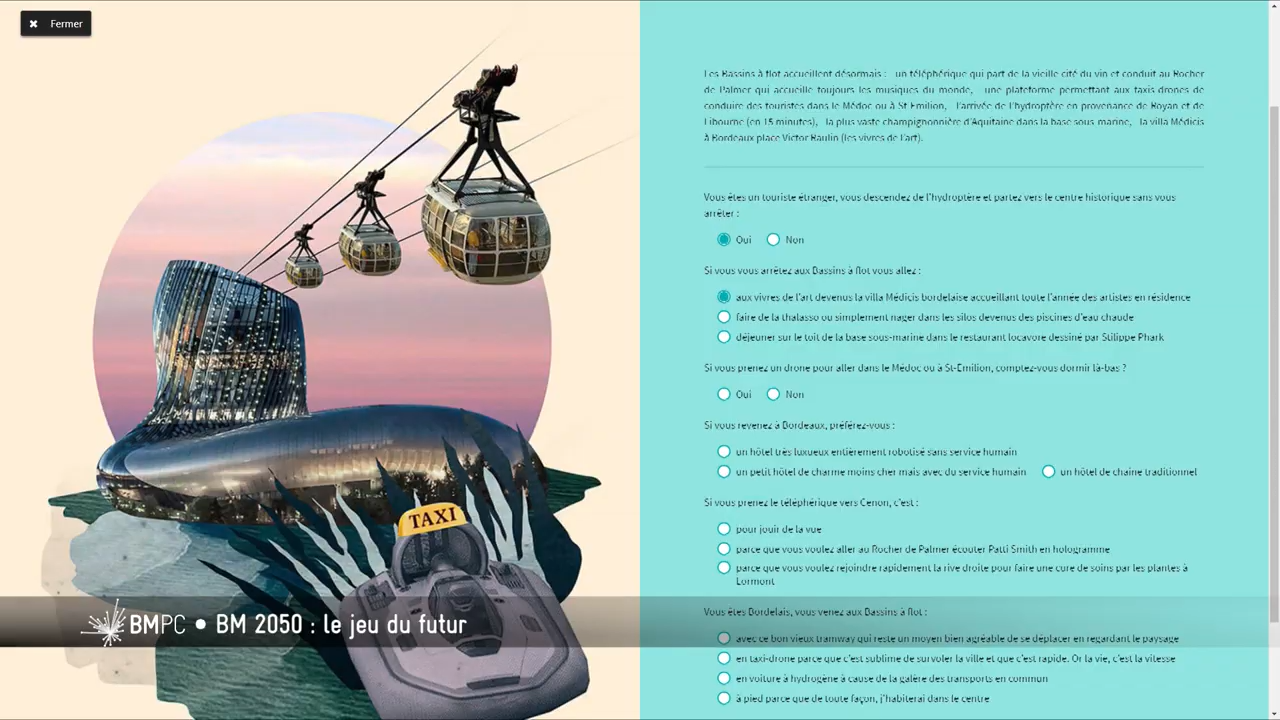 ✖ Fermer
Les Bassins à flot accueillent désormais : un téléphérique qui part de la vieille cité du vin et conduit au Rocher
de Palmer qui accueille toujours les musiques du monde, une plateforme permettant aux taxis drones de
conduire des touristes dans le Médoc ou à St Emilion, l'arrivée de l'hydroptère en provenance de Royan et de
Libourne (en 15 minutes), la plus vaste champignonnière d'Aquitaine dans la base sous-marine, la villa Médicis
à Bordeaux place Victor Raulin (les vivres de l'art).
Vous êtes un touriste étranger, vous descendez de l'hydroptère et partez vers le centre historique sans vous
arrêter :
Oui Non
Si vous vous arrêtez aux Bassins à flot vous allez :
aux vivres de l'art devenus la villa Médicis bordelaise accueillant toute l'année des artistes en résidence
faire de la thalasso ou simplement nager dans les silos devenus des piscines d'eau chaude
déjeuner sur le toit de la base sous-marine dans le restaurant locavore dessiné par Stilippe Phark
Si vous prenez un drone pour aller dans le Médoc ou à St-Emilion, comptez-vous dormir là-bas ?
Oui Non
Si vous revenez à Bordeaux, préférez-vous :
un hôtel très luxueux entièrement robotisé sans service humain
un petit hôtel de charme moins cher mais avec du service humain un hôtel de chaine traditionnel
Si vous prenez le téléphérique vers Cenon, c'est :
pour jouir de la vue
parce que vous voulez aller au Rocher de Palmer écouter Patti Smith en hologramme
parce que vous voulez rejoindre rapidement la rive droite pour faire une cure de soins par les plantes à
Lormont
Vous êtes Bordelais, vous venez aux Bassins à flot :
avec ce bon vieux tramway qui reste un moyen bien agréable de se déplacer en regardant le paysage
en taxi-drone parce que c'est sublime de survoler la ville et que c'est rapide. Or la vie, c'est la vitesse
en voiture à hydrogène à cause de la galère des transports en commun
à pied parce que de toute façon, j'habiterai dans le centre
TAXI
BMPC • BM 2050 : le jeu du futur